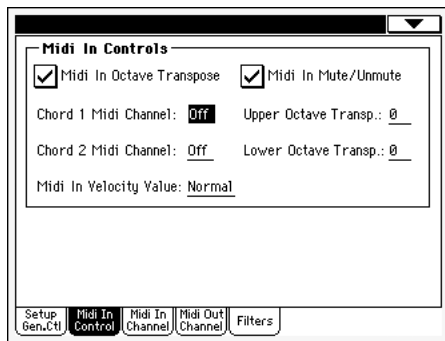 Midi In Controls
Midi In Octave Transpose Midi In Mute/Unmute
Chord 1 Midi Channel: Off Upper Octave Transp.: 0
Chord 2 Midi Channel: Off Lower Octave Transp.: 0
Midi In Velocity Value: Normal
Setup Midi In Midi In Midi Out Filters
Gen.Ctl Control Channel Channel